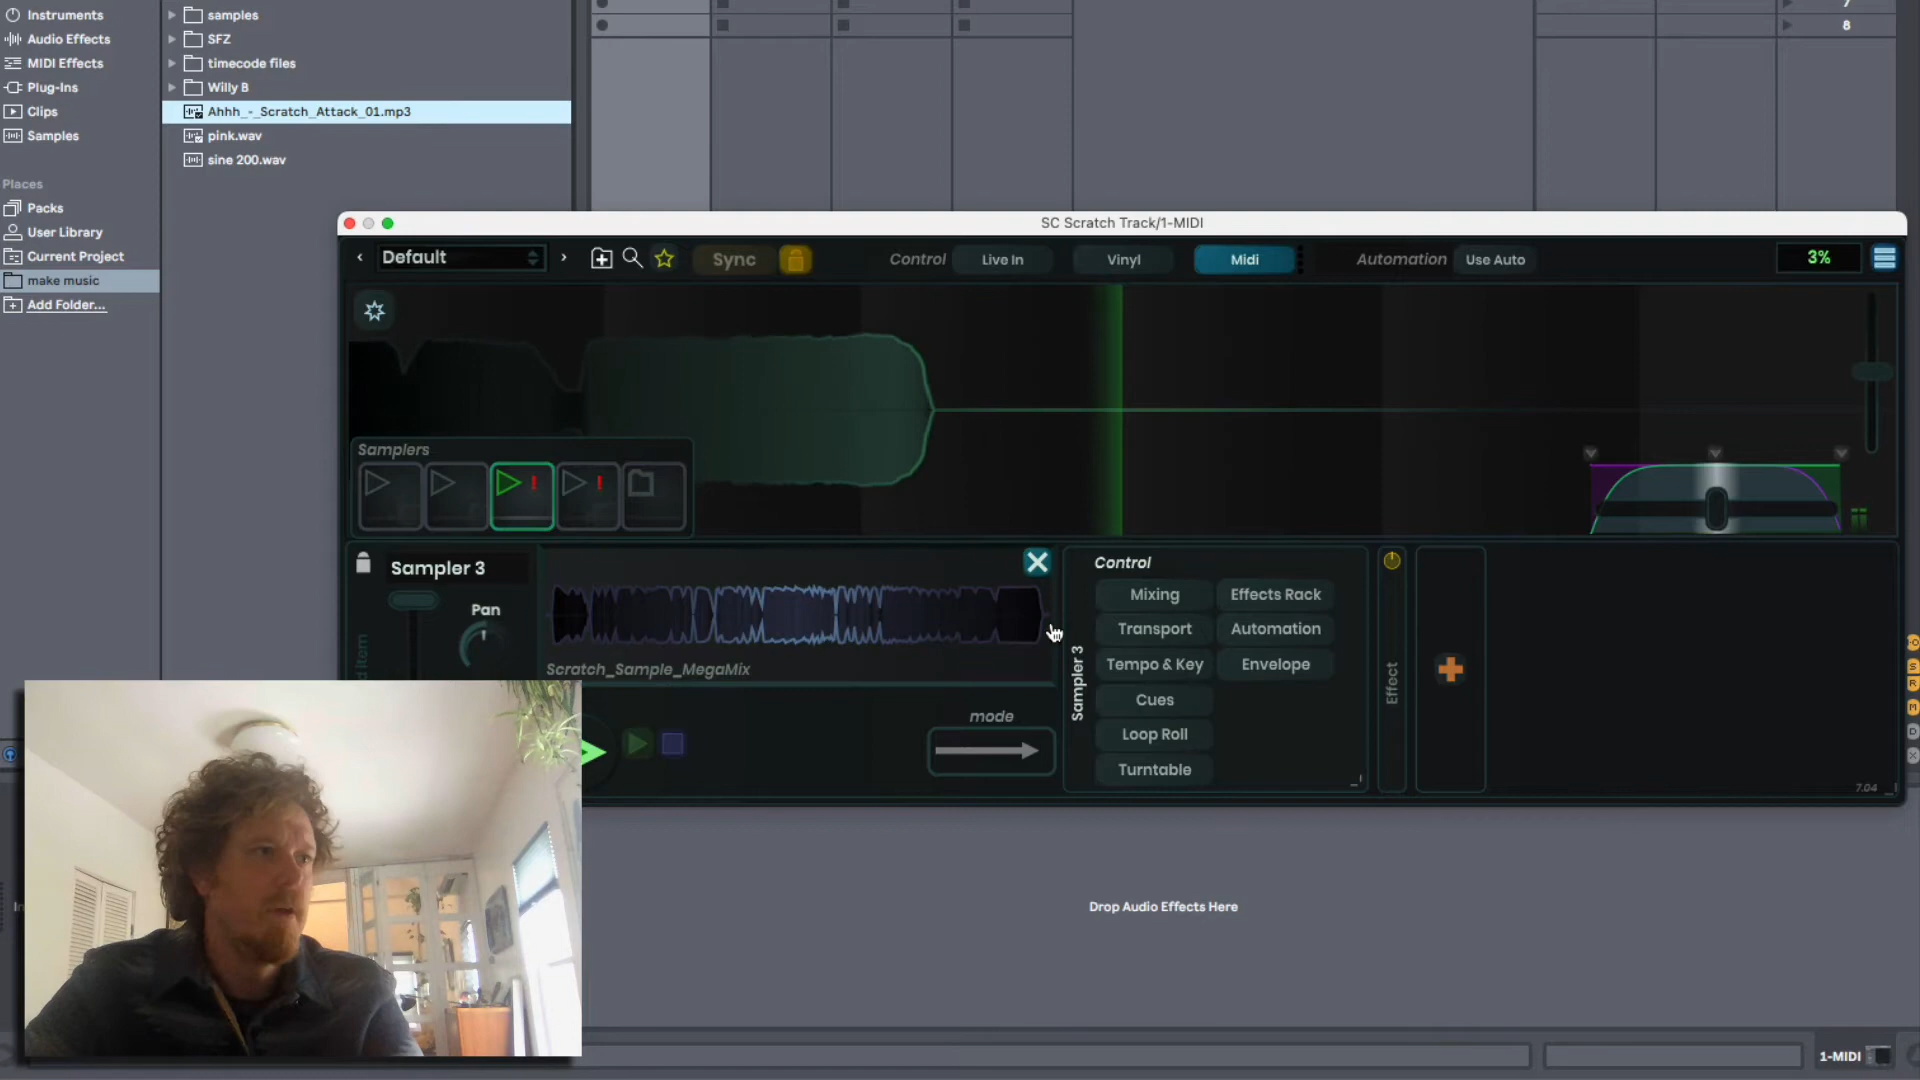 Instruments
Audio Effects
MIDI Effects
Plug-Ins
Clips
Samples
Places
Packs
User Library
Current Project
make music
Add Folder...
samples
SFZ
timecode files
Willy B
Ahhh_-_Scratch_Attack_01.mp3
pink.wav
sine 200.wav
7
8
SC Scratch Track/1-MIDI
Default
Sync
Control
Live In
Vinyl
Midi
Automation
Use Auto
3%
Samplers
Sampler 3
Pan
Scratch_Sample_MegaMix
mode
Sampler 3
Control
Mixing
Effects Rack
Transport
Automation
Tempo & Key
Envelope
Cues
Loop Roll
Turntable
Effect
7.04
Drop Audio Effects Here
1-MIDI